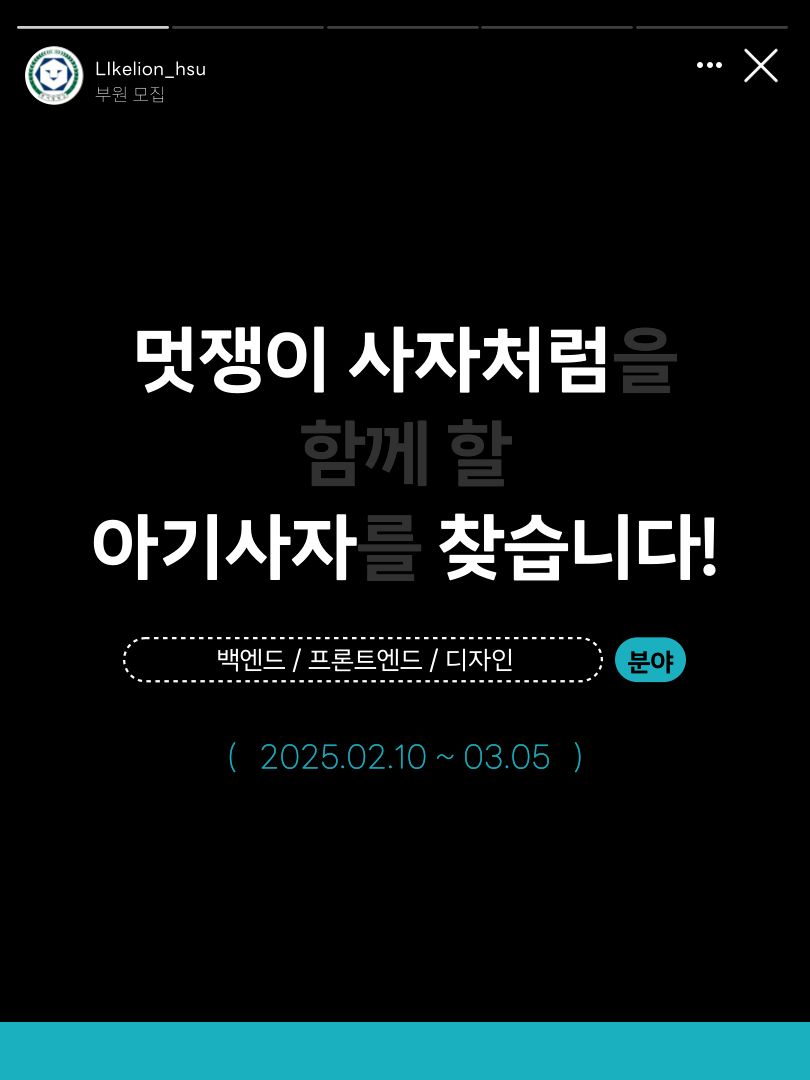 LIkelion_hsu
부원 모집
멋쟁이 사자처럼을
함께 할
아기사자를 찾습니다!
백엔드 / 프론트엔드 / 디자인 분야
( 2025.02.10 ~ 03.05 )